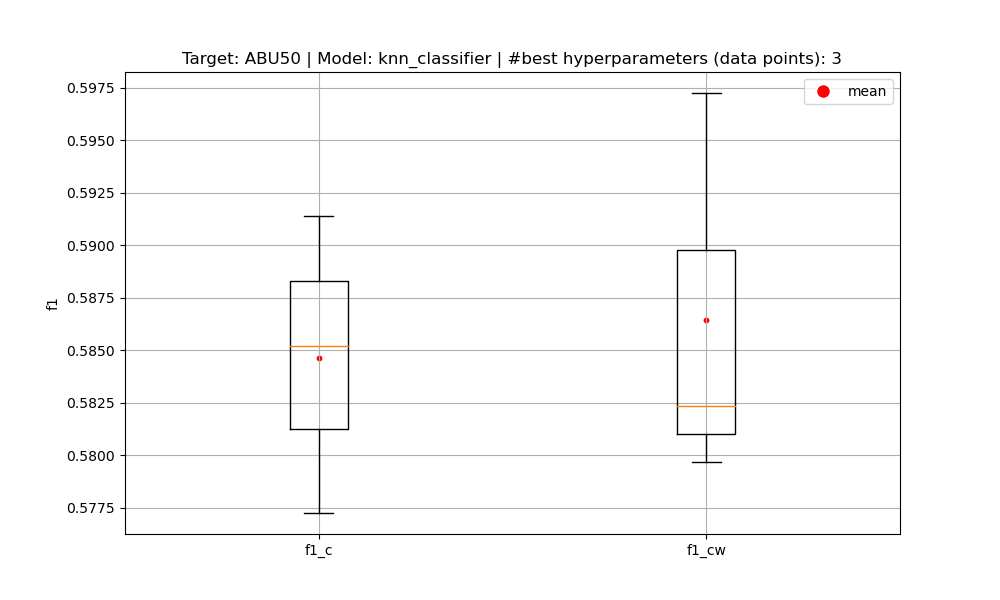 Target: ABU50 | Model: knn_classifier | #best hyperparameters (data points): 3
mean
0.5975
0.5950
0.5925
0.5900
0.5875
0.5850
0.5825
0.5800
0.5775
f1
f1_c
f1_cw